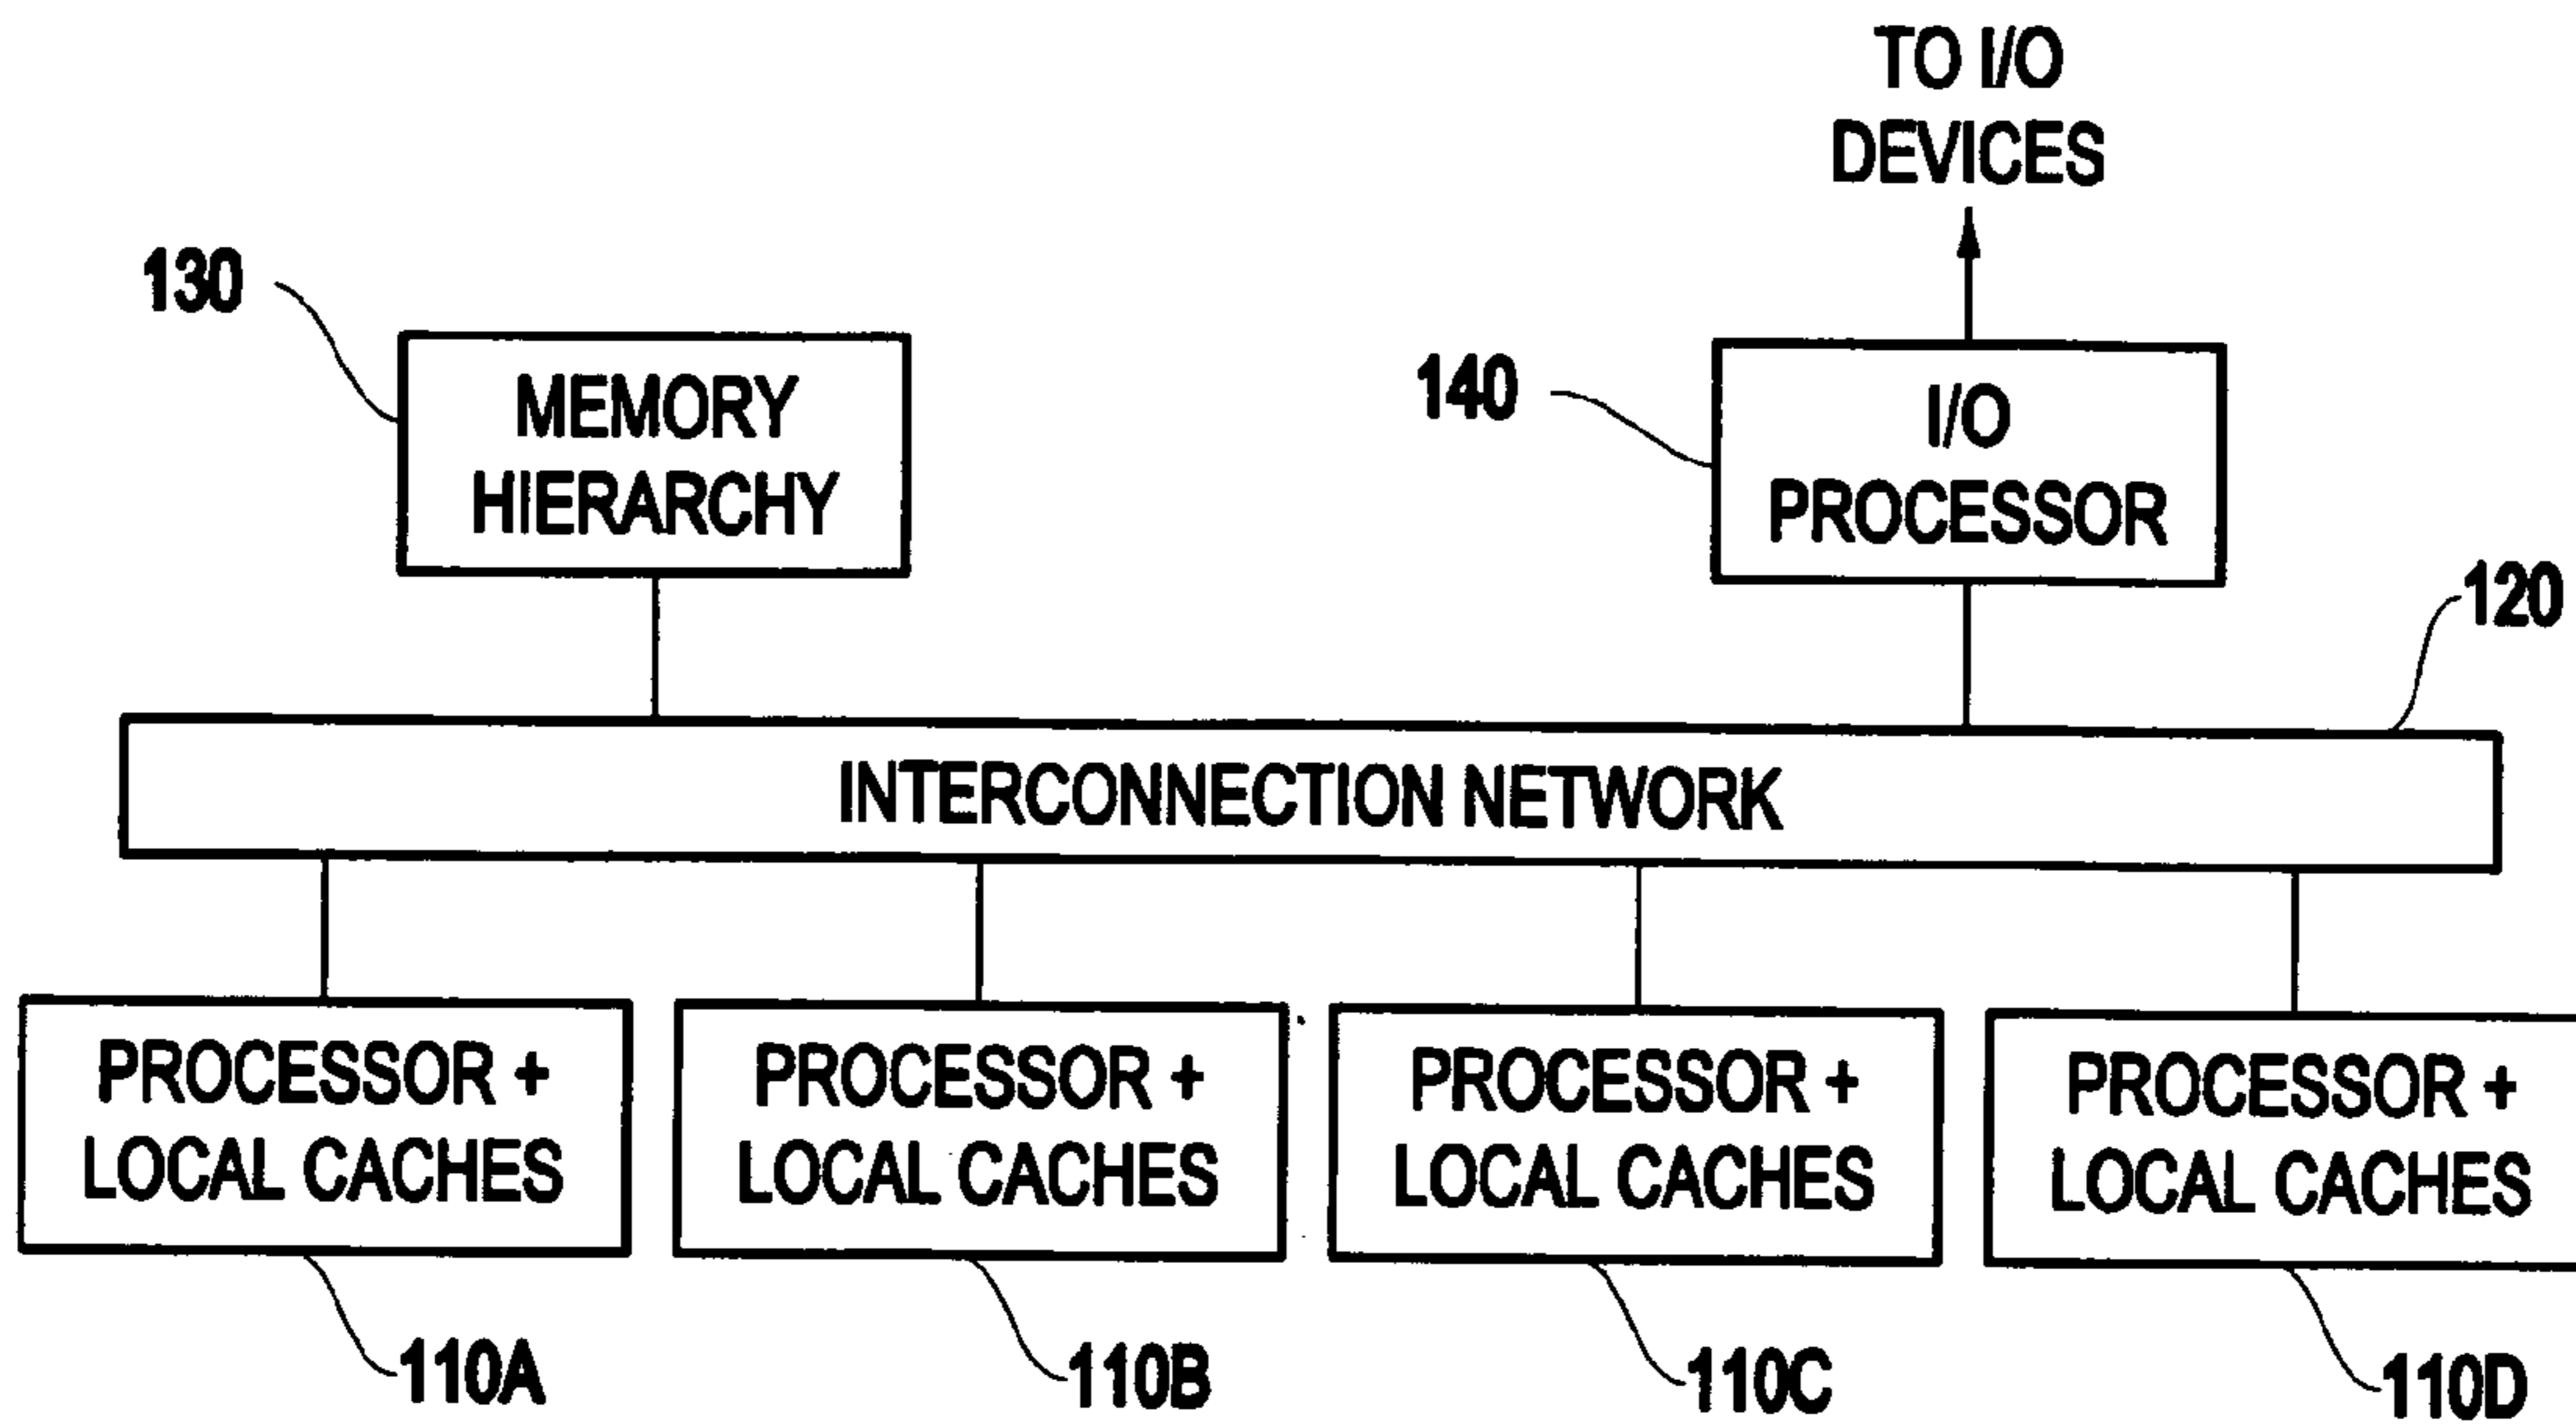 TO I/O
DEVICES
130
MEMORY
HIERARCHY
140
I/O
PROCESSOR
120
INTERCONNECTION NETWORK
PROCESSOR +
LOCAL CACHES
PROCESSOR +
LOCAL CACHES
PROCESSOR +
LOCAL CACHES
PROCESSOR +
LOCAL CACHES
110A
110B
110C
110D